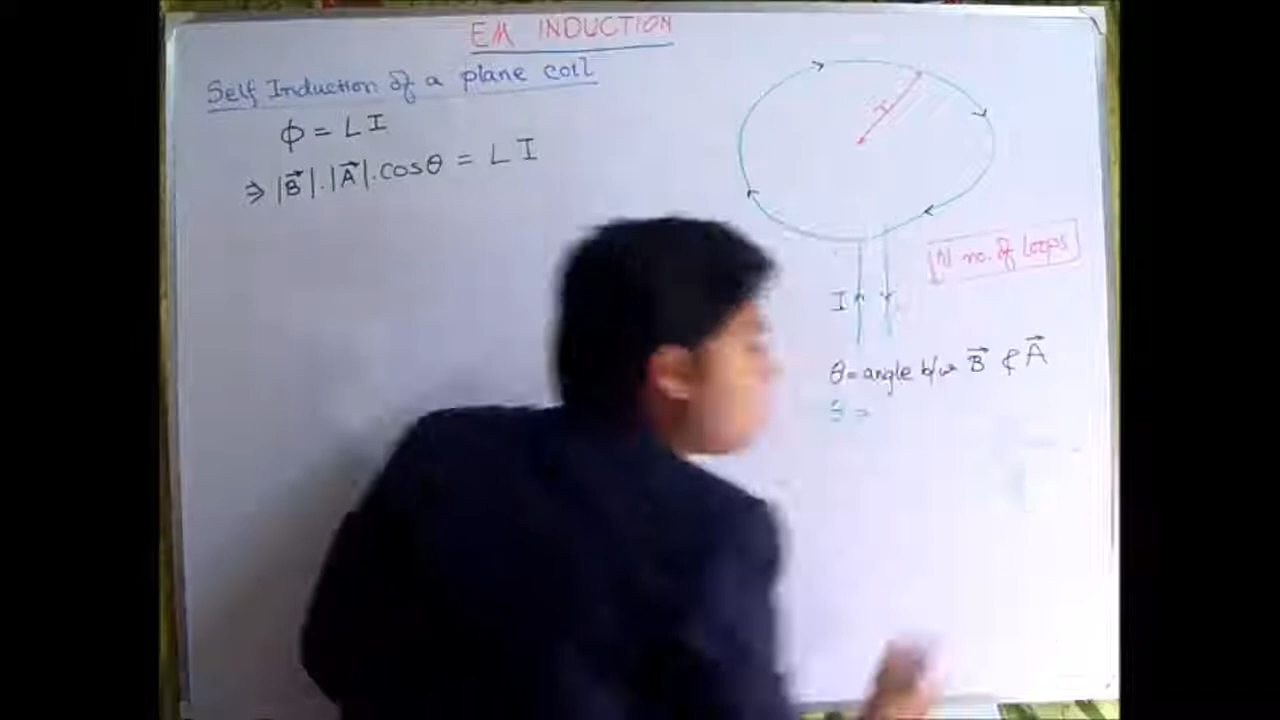 EM INDUCTION
Self Induction of a plane coil
ϕ = L I
⇒ |B⃗|.|A⃗|.cosθ = L I
r
N no. of Loops
I
θ = angle b/w B⃗ & A⃗
θ =